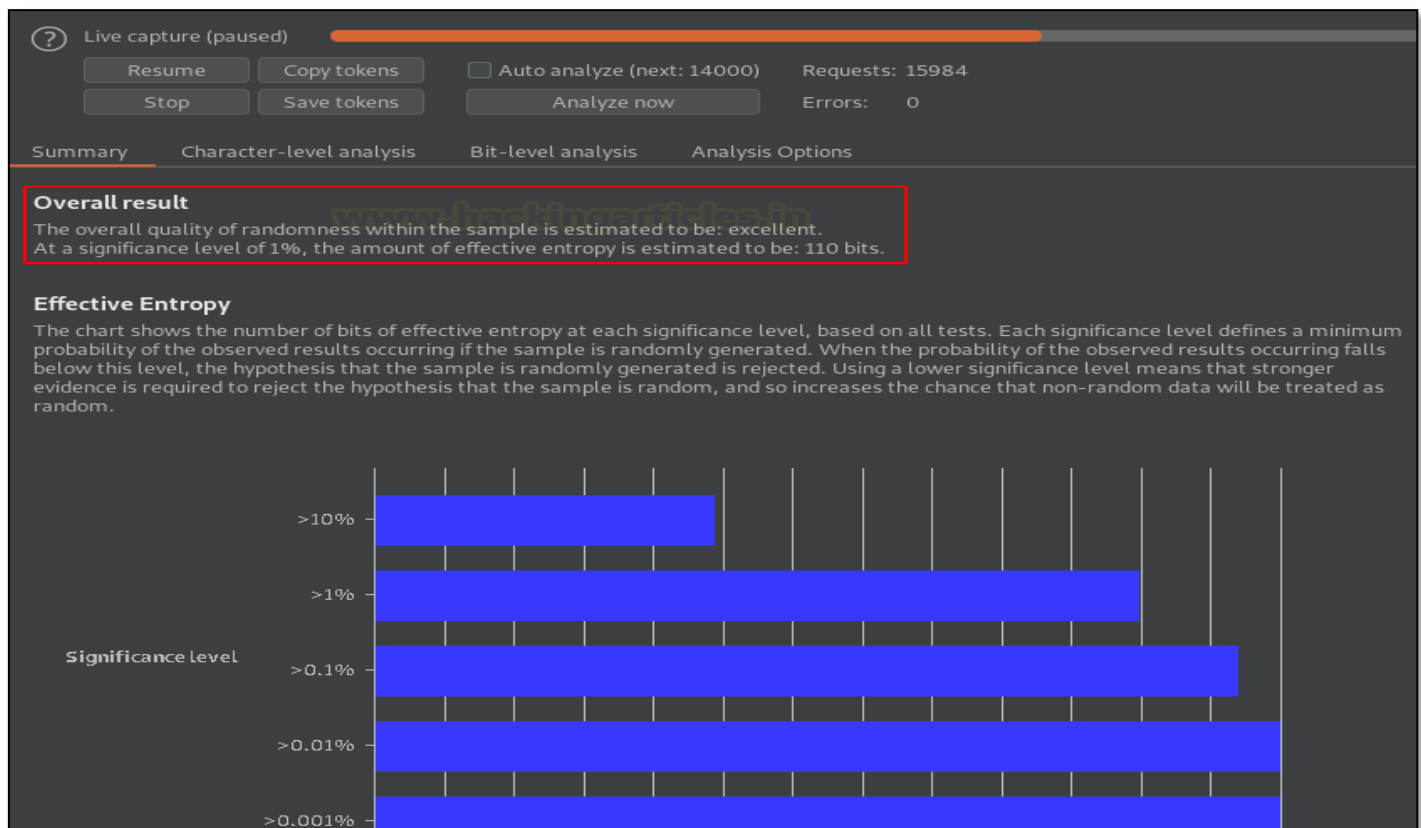 Live capture (paused)
Resume Copy tokens Auto analyze (next: 14000) Requests: 15984
Stop Save tokens Analyze now Errors: 0
Summary Character-level analysis Bit-level analysis Analysis Options
Overall result
www.hackingarticles.in
The overall quality of randomness within the sample is estimated to be: excellent.
At a significance level of 1%, the amount of effective entropy is estimated to be: 110 bits.
Effective Entropy
The chart shows the number of bits of effective entropy at each significance level, based on all tests. Each significance level defines a minimum
probability of the observed results occurring if the sample is randomly generated. When the probability of the observed results occurring falls
below this level, the hypothesis that the sample is randomly generated is rejected. Using a lower significance level means that stronger
evidence is required to reject the hypothesis that the sample is random, and so increases the chance that non-random data will be treated as
random.
>10%
>1%
Significance level
>0.1%
>0.01%
>0.001%